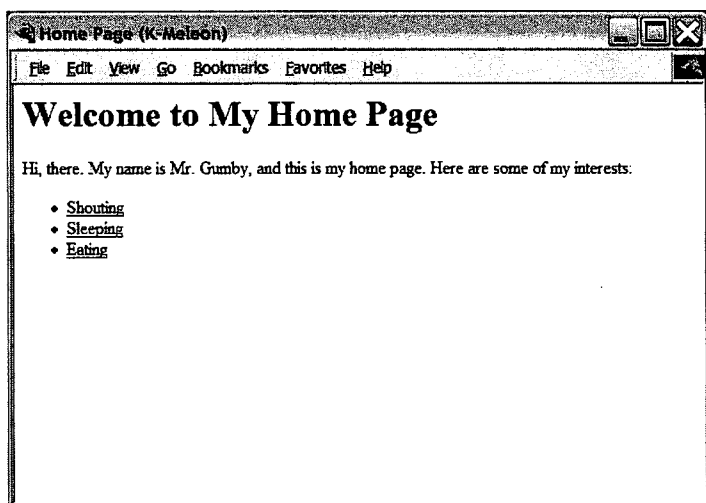 Home Page (K-Meleon)
File Edit View Go Bookmarks Favorites Help
Welcome to My Home Page
Hi, there. My name is Mr. Gumby, and this is my home page. Here are some of my interests:
Shouting
Sleeping
Eating